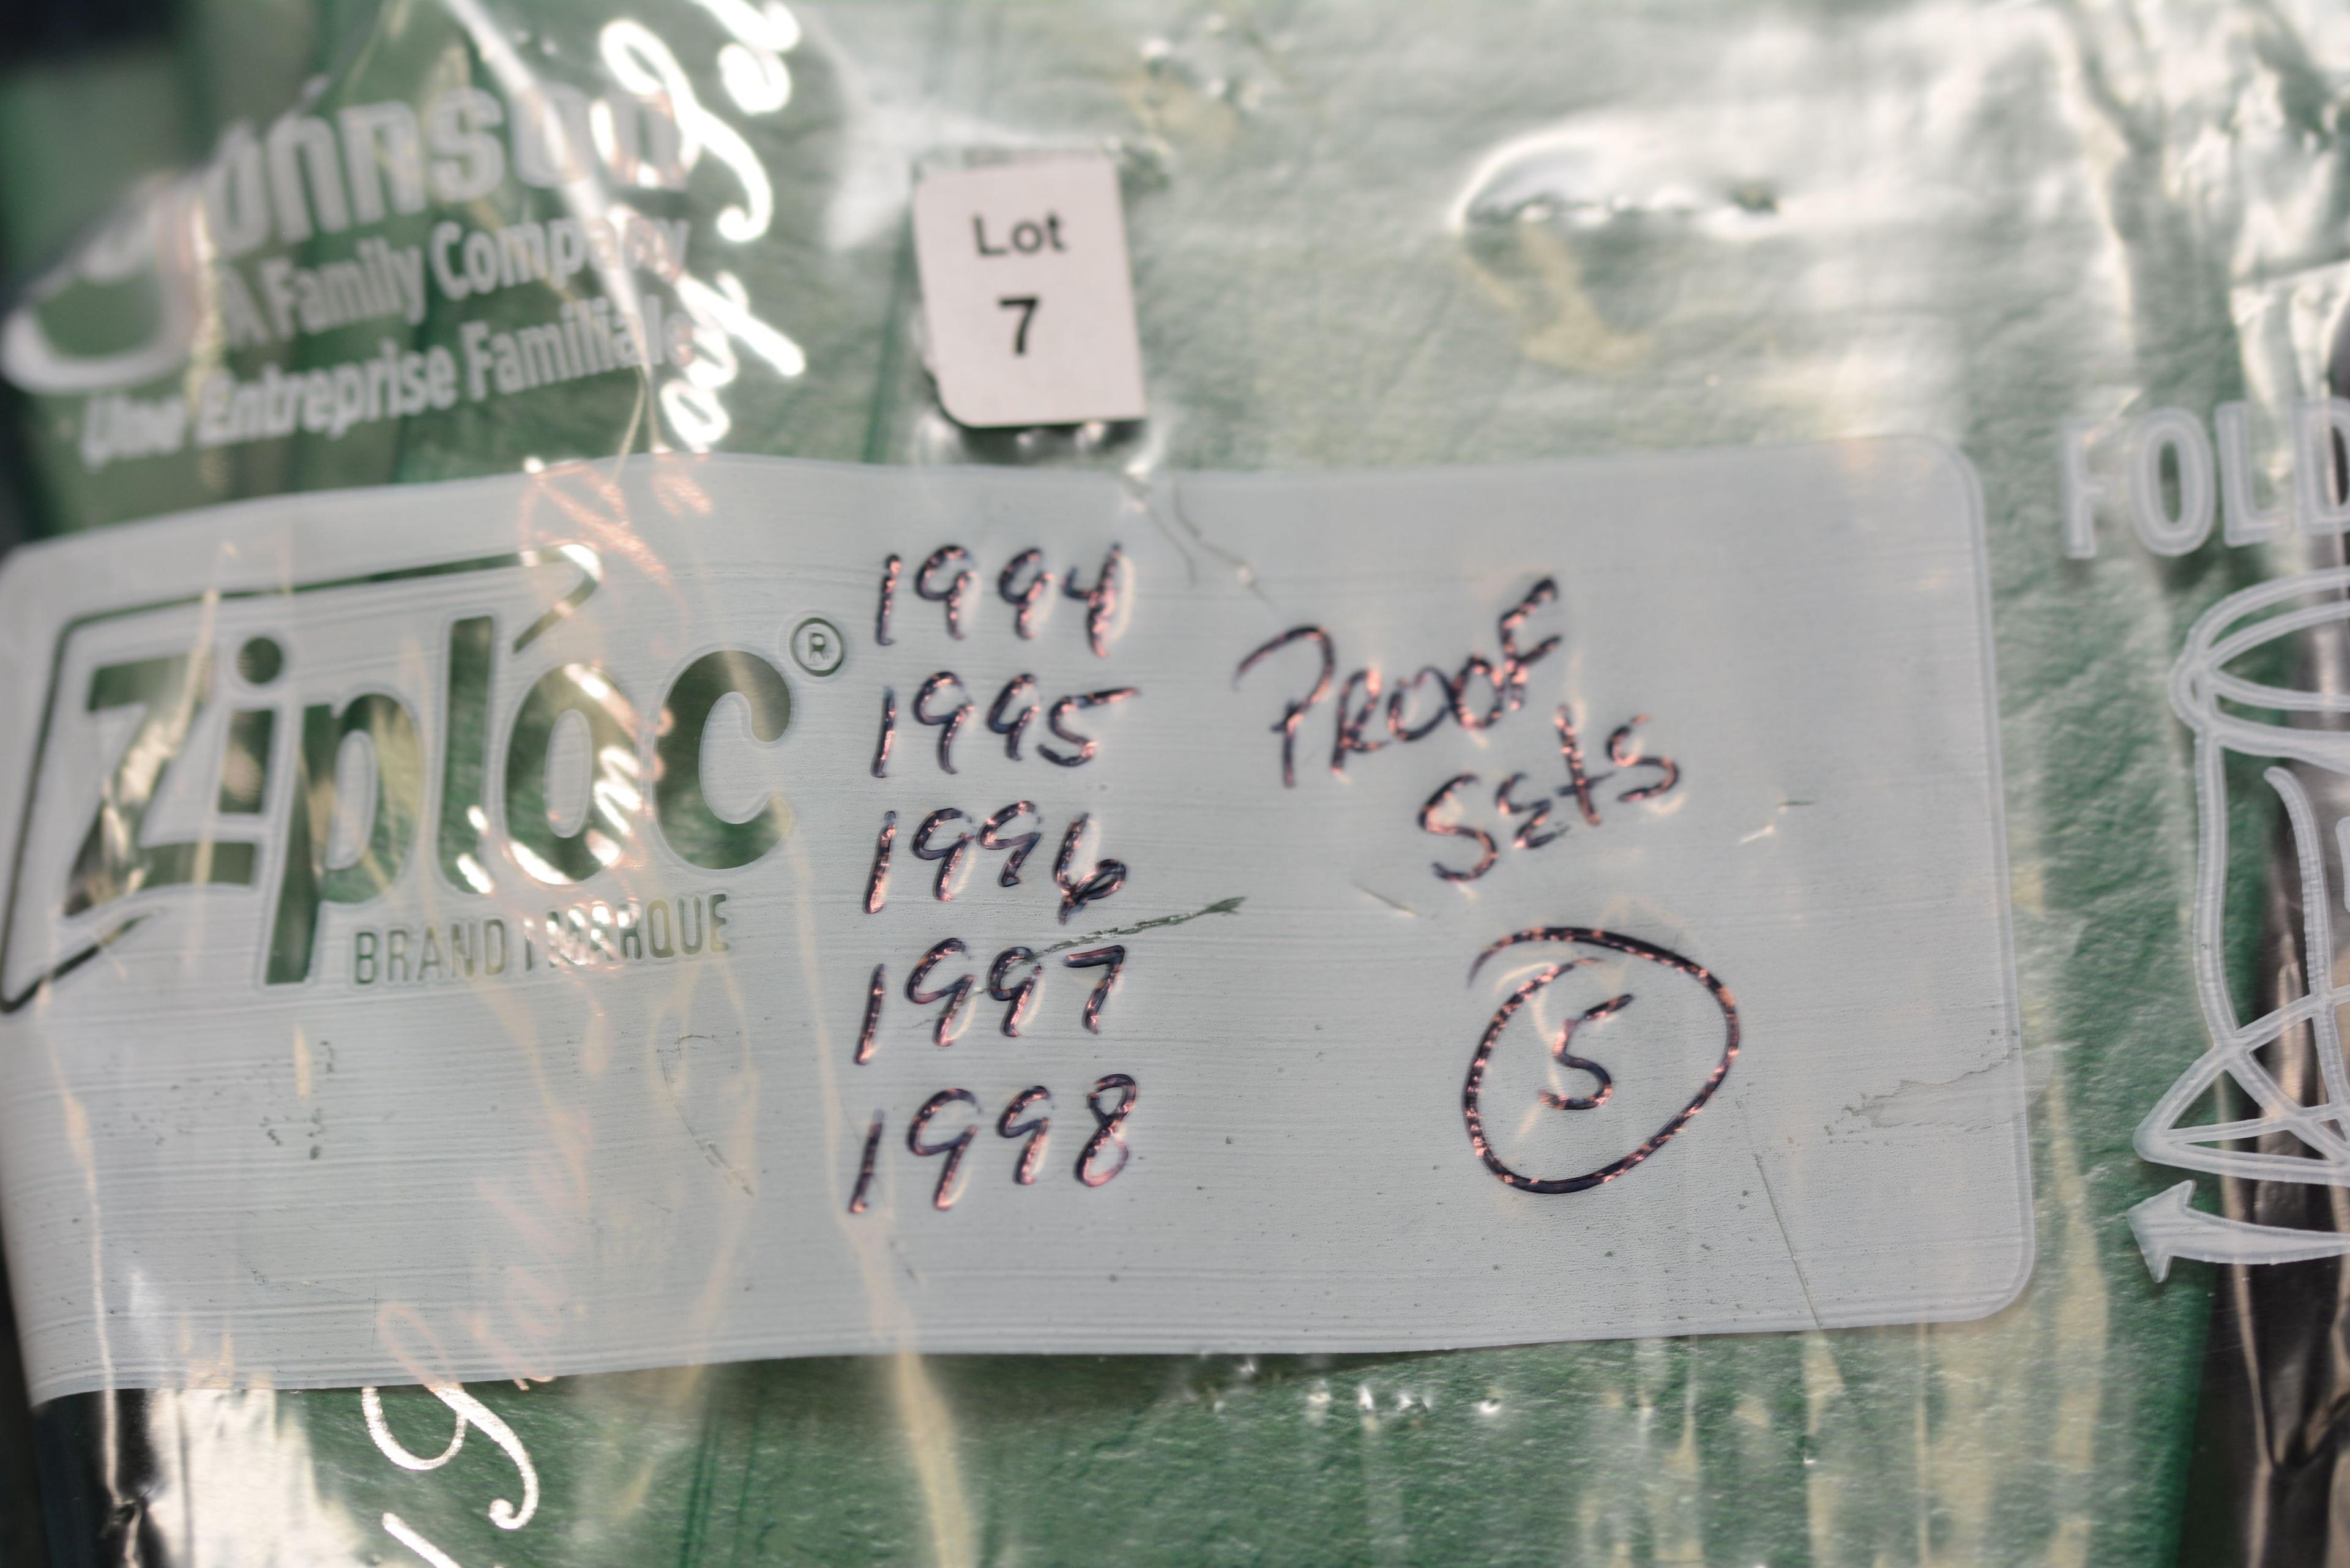 Johnson
A Family Company
Une Entreprise Familiale
Lot
7
FOLD
Ziploc®
BRAND | MARQUE
1994
1995
1996
1997
1998
PROOF
Sets
5